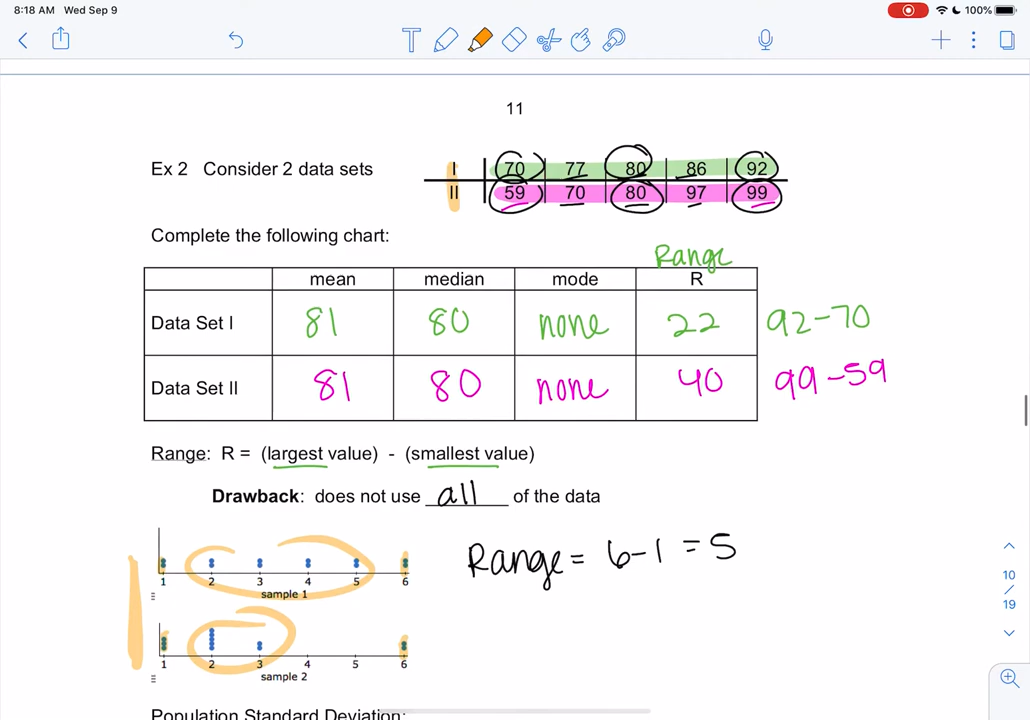 8:18 AM Wed Sep 9
100%
T
11
Ex 2 Consider 2 data sets
I 70 77 80 86 92
II 59 70 80 97 99
Complete the following chart:
Range
mean median mode R
Data Set I 81 80 none 22 92-70
Data Set II 81 80 none 40 99-59
Range: R = (largest value) - (smallest value)
Drawback: does not use all of the data
Range = 6-1 = 5
1 2 3 4 5 6
sample 1
1 2 3 4 5 6
sample 2
10
/
19
Population Standard Deviation: